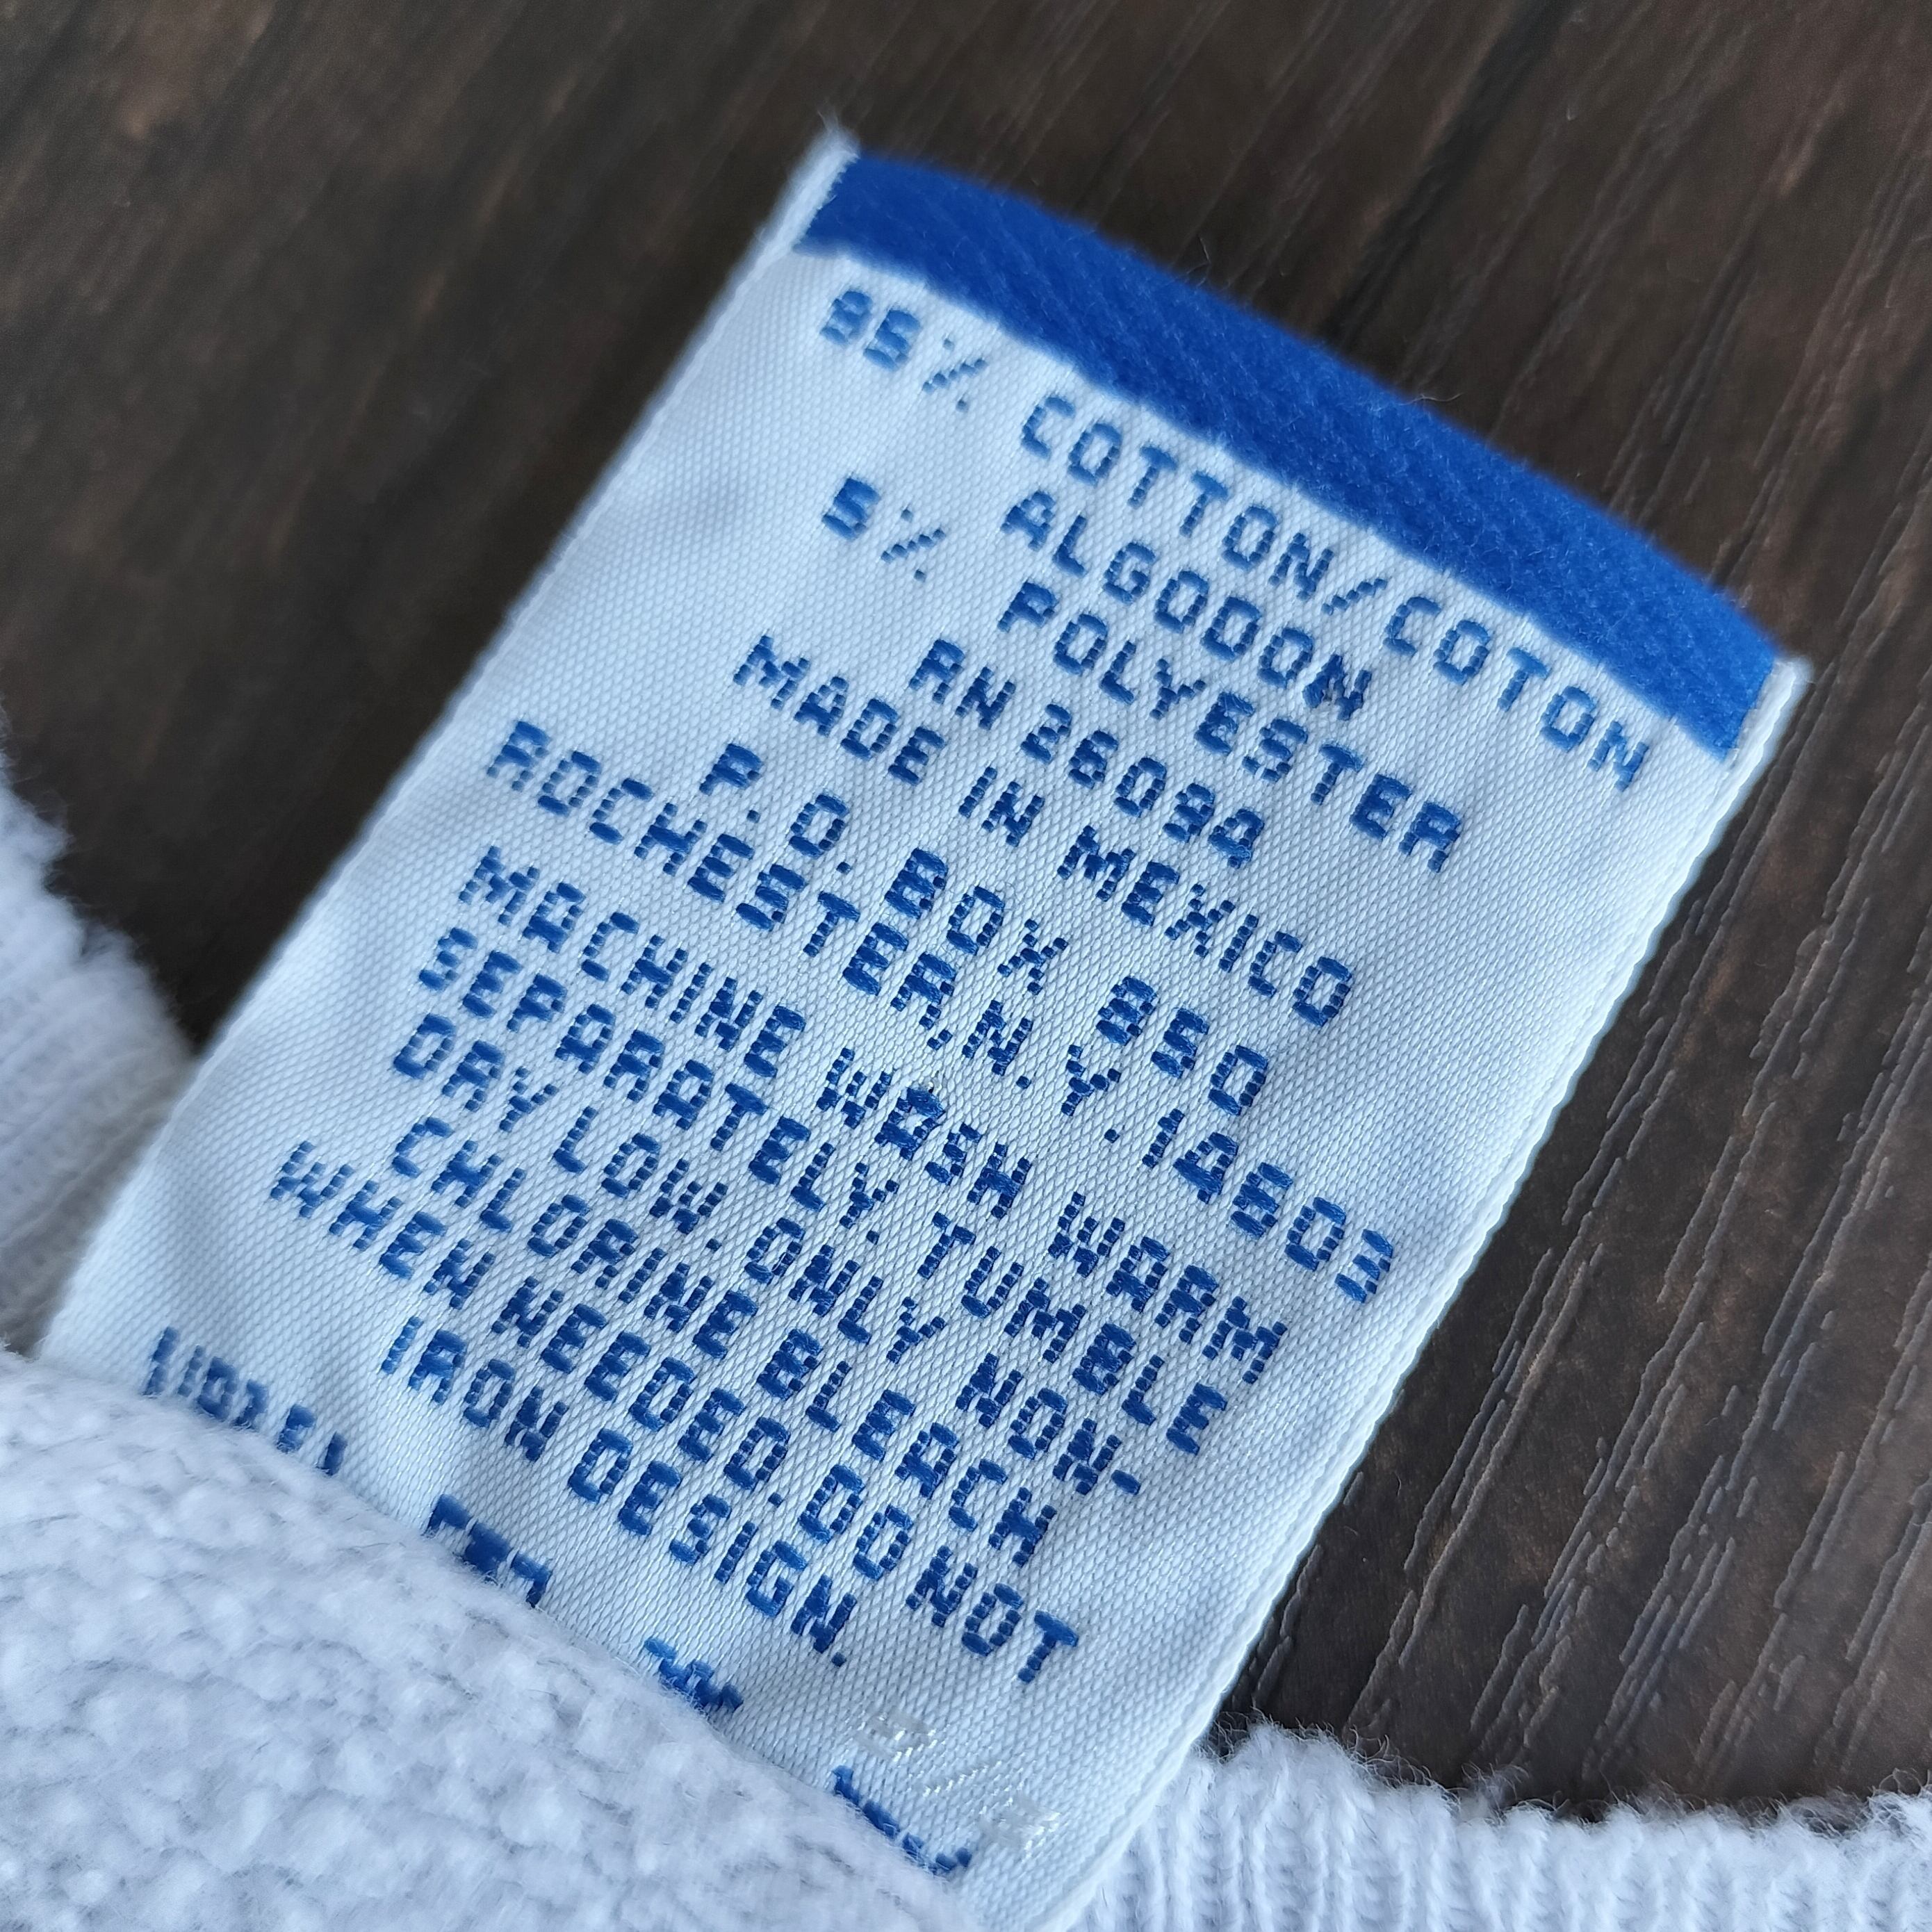 95% COTTON/COTON
ALGODON
5% POLYESTER
RN 26094
MADE IN MEXICO
P.O. BOX 850
ROCHESTER.N.Y.14603
MACHINE WASH WARM
SEPARATELY. TUMBLE
DRY LOW. ONLY NON-
CHLORINE BLEACH
WHEN NEEDED. DO NOT
IRON DESIGN.